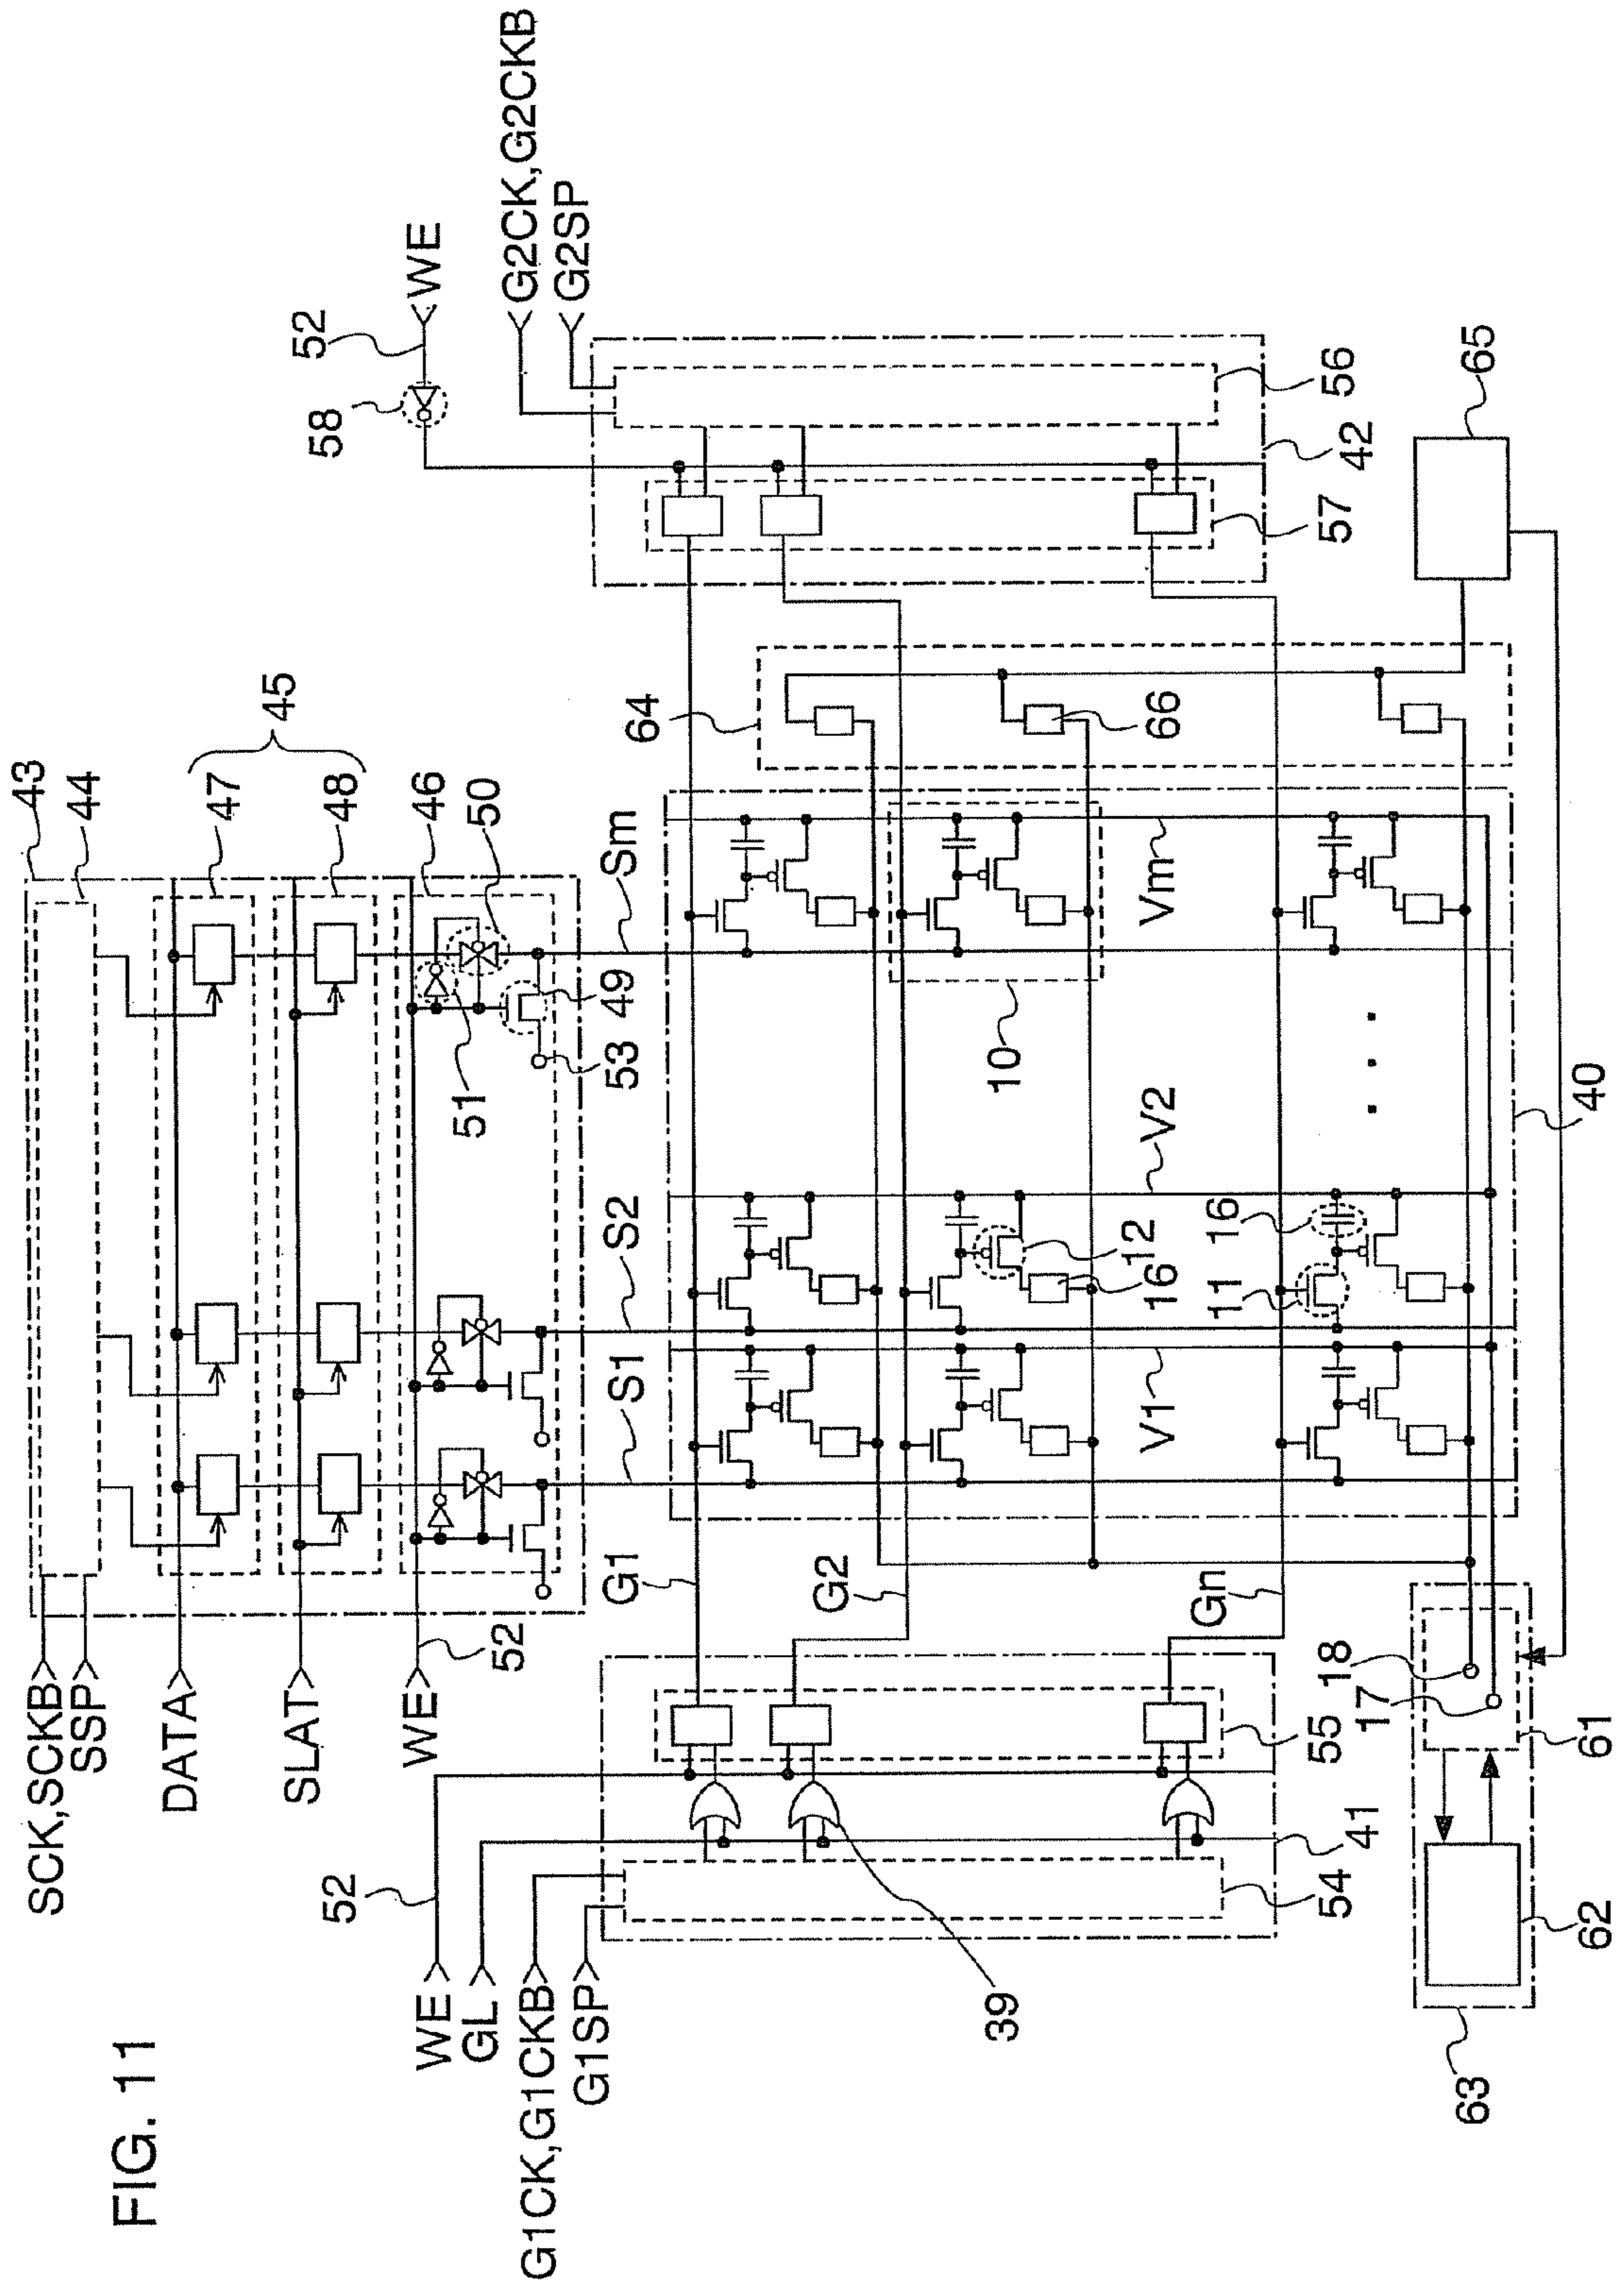 FIG. 11
SCK,SCKB
SSP
DATA
SLAT
WE
52
43
44
47
45
48
46
50
51
49
53
Sm
S2
S1
58
52
WE
G2CK,G2CKB
G2SP
56
42
57
65
64
66
10
Vm
V2
V1
12
16
16
11
40
G1
G2
Gn
52
WE
GL
G1CK,G1CKB
G1SP
39
54
41
55
18
17
61
62
63